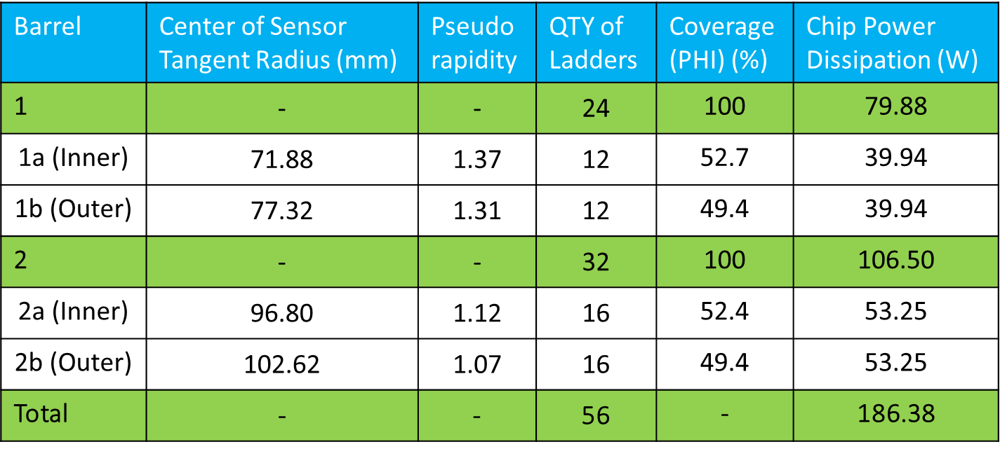 Barrel Center of Sensor Tangent Radius (mm) Pseudo rapidity QTY of Ladders Coverage (PHI) (%) Chip Power Dissipation (W)
1 - - 24 100 79.88
1a (Inner) 71.88 1.37 12 52.7 39.94
1b (Outer) 77.32 1.31 12 49.4 39.94
2 - - 32 100 106.50
2a (Inner) 96.80 1.12 16 52.4 53.25
2b (Outer) 102.62 1.07 16 49.4 53.25
Total - - 56 - 186.38